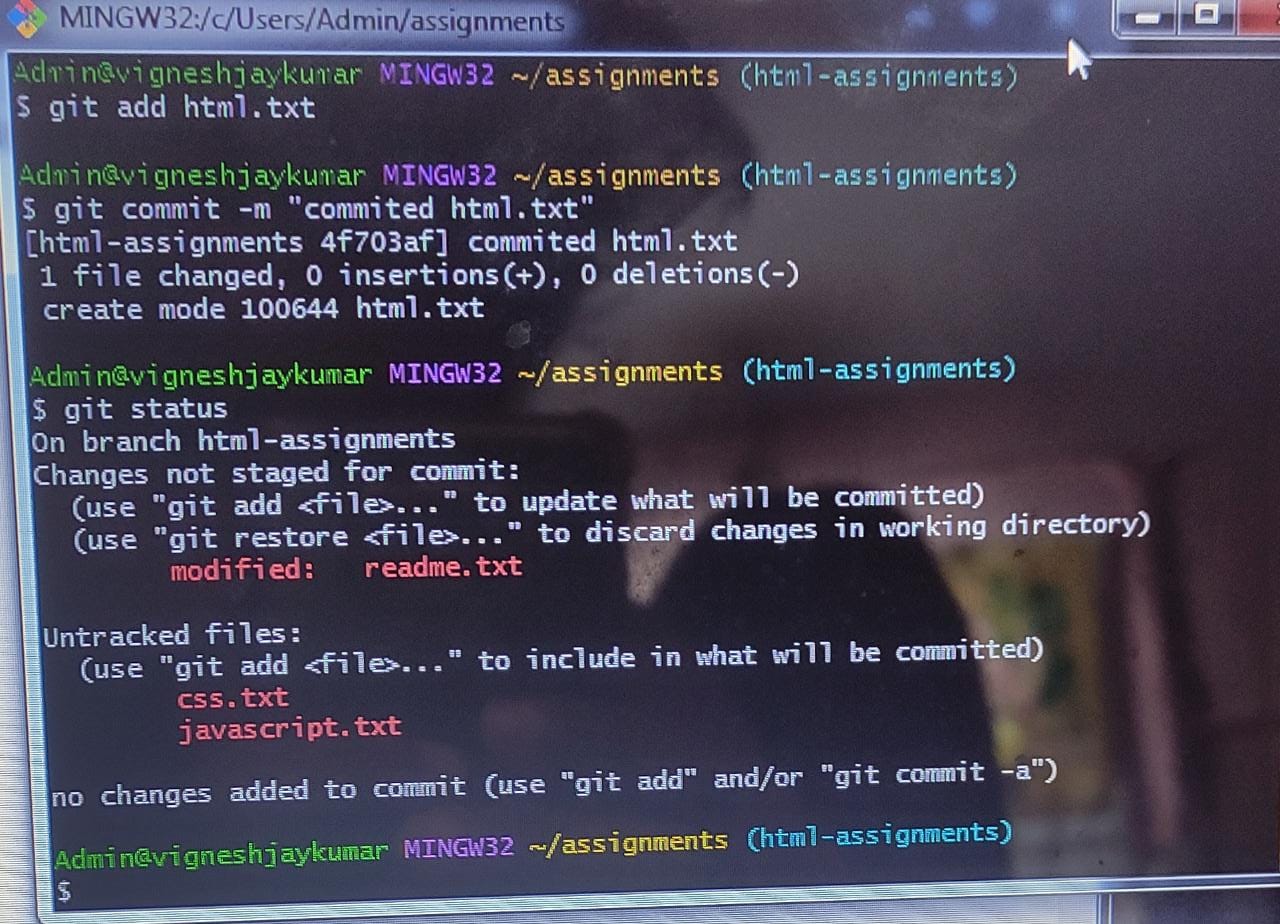 MINGW32:/c/Users/Admin/assignments
Admin@vigneshjaykumar MINGW32 ~/assignments (html-assignments)
$ git add html.txt
Admin@vigneshjaykumar MINGW32 ~/assignments (html-assignments)
$ git commit -m "commited html.txt"
[html-assignments 4f703af] commited html.txt
1 file changed, 0 insertions(+), 0 deletions(-)
create mode 100644 html.txt
Admin@vigneshjaykumar MINGW32 ~/assignments (html-assignments)
$ git status
On branch html-assignments
Changes not staged for commit:
(use "git add <file>..." to update what will be committed)
(use "git restore <file>..." to discard changes in working directory)
modified: readme.txt
Untracked files:
(use "git add <file>..." to include in what will be committed)
css.txt
javascript.txt
no changes added to commit (use "git add" and/or "git commit -a")
Admin@vigneshjaykumar MINGW32 ~/assignments (html-assignments)
$